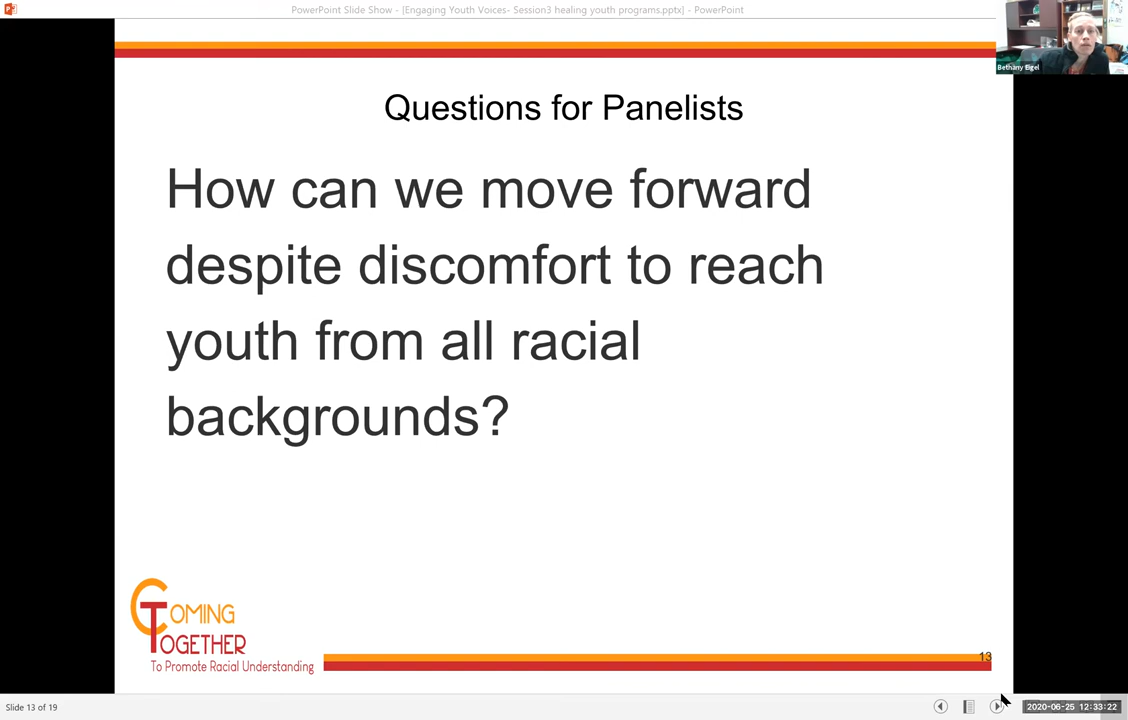 PowerPoint Slide Show - [Engaging Youth Voices- Session3 healing youth programs.pptx] - PowerPoint
Bethany Eigel
Questions for Panelists
How can we move forward
despite discomfort to reach
youth from all racial
backgrounds?
COMING
TOGETHER
To Promote Racial Understanding
13
Slide 13 of 19
2020-06-25 12:33:22